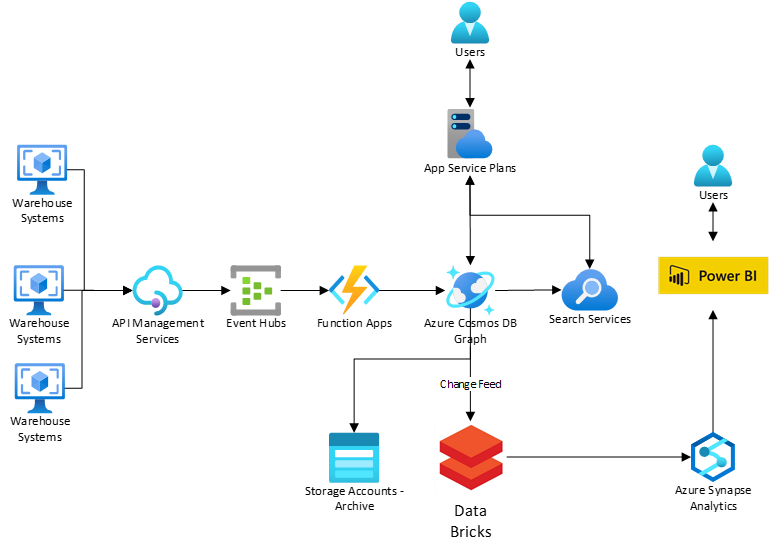 Users
App Service Plans
Users
Warehouse
Systems
Power BI
Warehouse
Systems
API Management
Services
Event Hubs
Function Apps
Azure Cosmos DB
Graph
Search Services
Change Feed
Warehouse
Systems
Storage Accounts -
Archive
Data
Bricks
Azure Synapse
Analytics